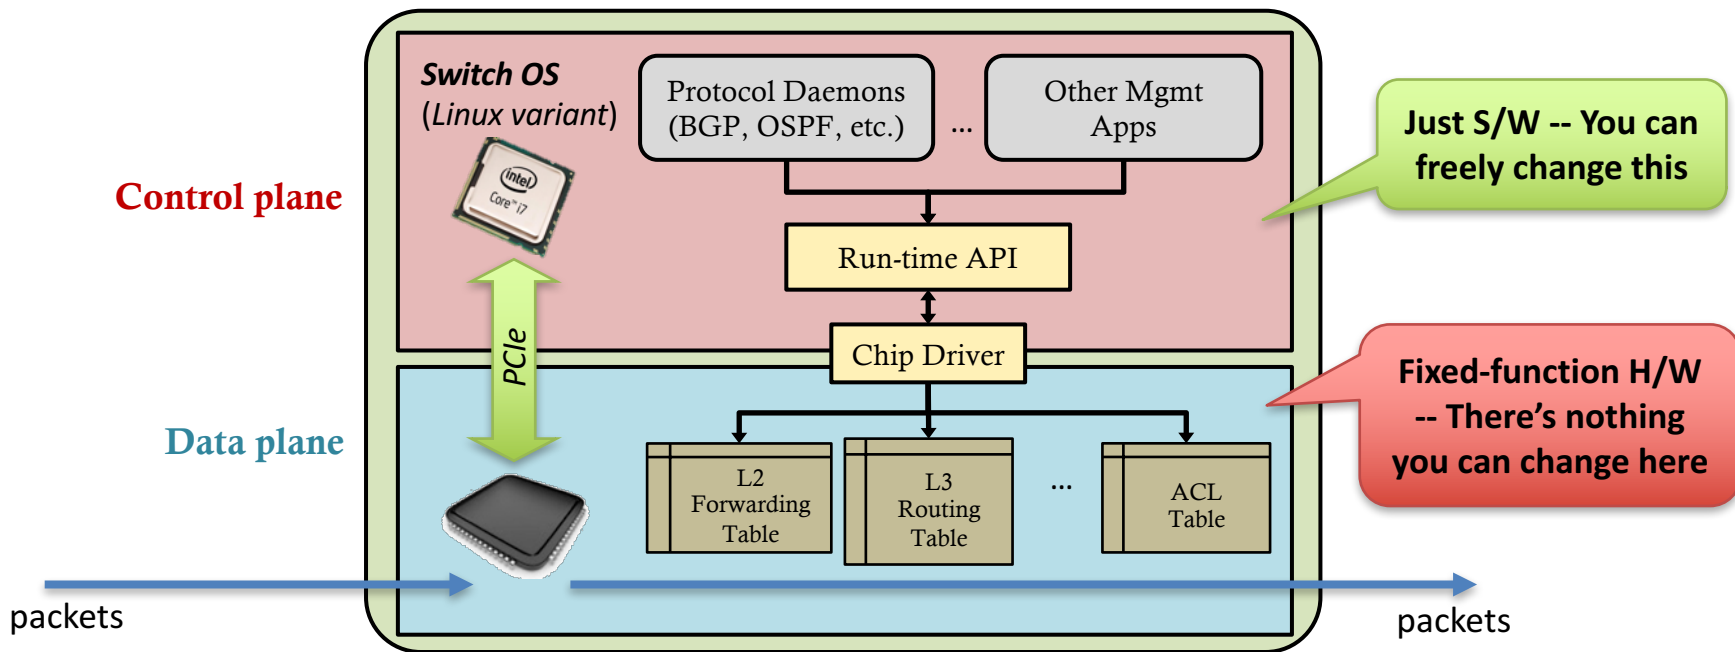 Switch OS
(Linux variant)
Protocol Daemons
(BGP, OSPF, etc.)
...
Other Mgmt
Apps
Just S/W -- You can
freely change this
intel
Core™ i7
Control plane
Run-time API
PCIe
Chip Driver
Fixed-function H/W
-- There's nothing
you can change here
Data plane
L2
Forwarding
Table
L3
Routing
Table
...
ACL
Table
packets
packets